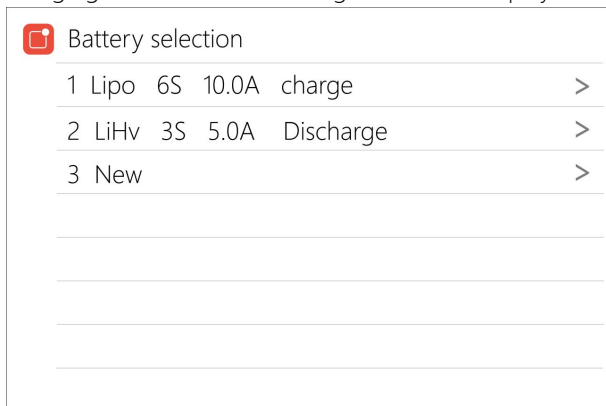 Battery selection
1 Lipo 6S 10.0A charge >
2 LiHv 3S 5.0A Discharge >
3 New >